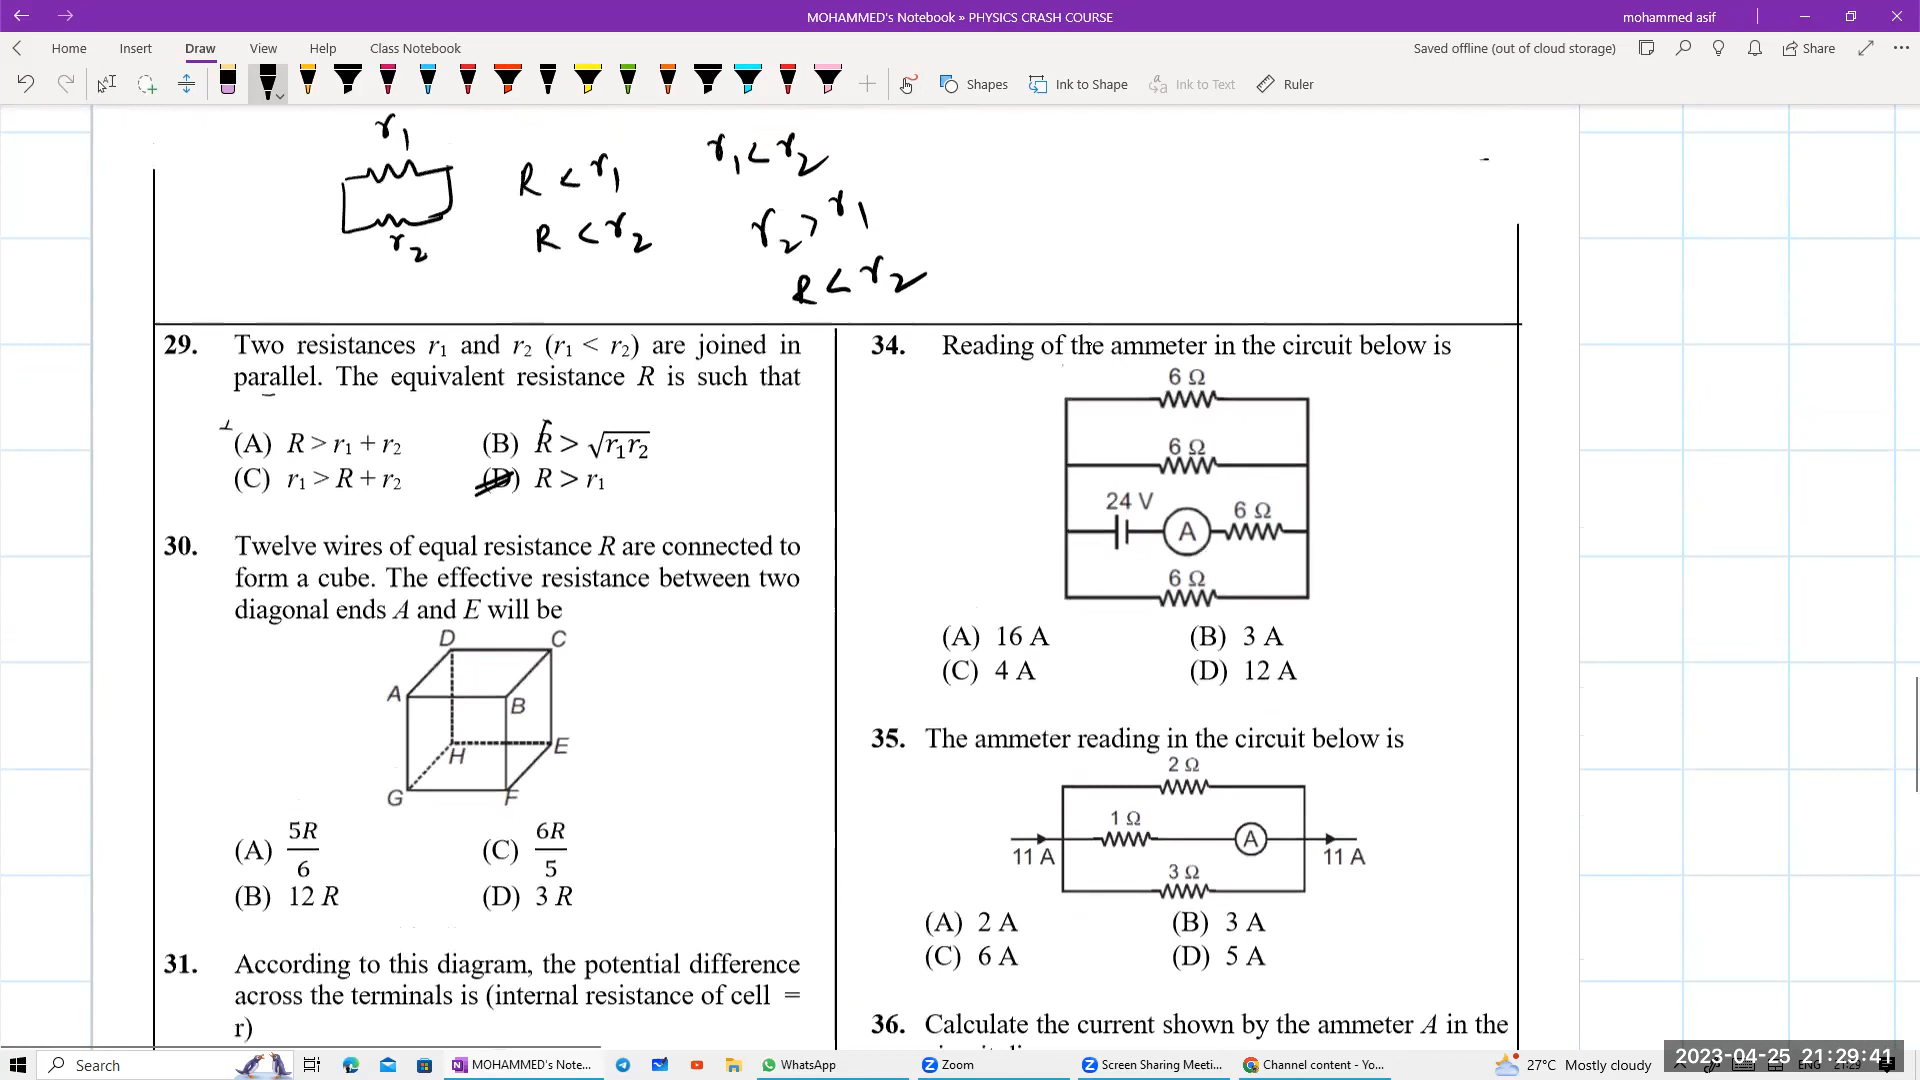 MOHAMMED's Notebook » PHYSICS CRASH COURSE
mohammed asif
Home Insert Draw View Help Class Notebook
Saved offline (out of cloud storage)
Share
Shapes
Ink to Shape
Ink to Text
Ruler
r1
r2
R < r1
R < r2
r1 < r2
r2 > r1
R < r2
29. Two resistances r1 and r2 (r1 < r2) are joined in
parallel. The equivalent resistance R is such that
(A) R > r1 + r2 (B) R > √r1r2
(C) r1 > R + r2 (D) R > r1
30. Twelve wires of equal resistance R are connected to
form a cube. The effective resistance between two
diagonal ends A and E will be
D C
A B
H E
G F
(A) 5R/6 (C) 6R/5
(B) 12 R (D) 3 R
31. According to this diagram, the potential difference
across the terminals is (internal resistance of cell =
r)
34. Reading of the ammeter in the circuit below is
6 Ω
6 Ω
24 V A 6 Ω
6 Ω
(A) 16 A (B) 3 A
(C) 4 A (D) 12 A
35. The ammeter reading in the circuit below is
2 Ω
1 Ω A
11 A 11 A
3 Ω
(A) 2 A (B) 3 A
(C) 6 A (D) 5 A
36. Calculate the current shown by the ammeter A in the
Search
MOHAMMED's Note...
WhatsApp
Zoom
Screen Sharing Meeti...
Channel content - Yo...
27°C Mostly cloudy
2023-04-25 21:29:41